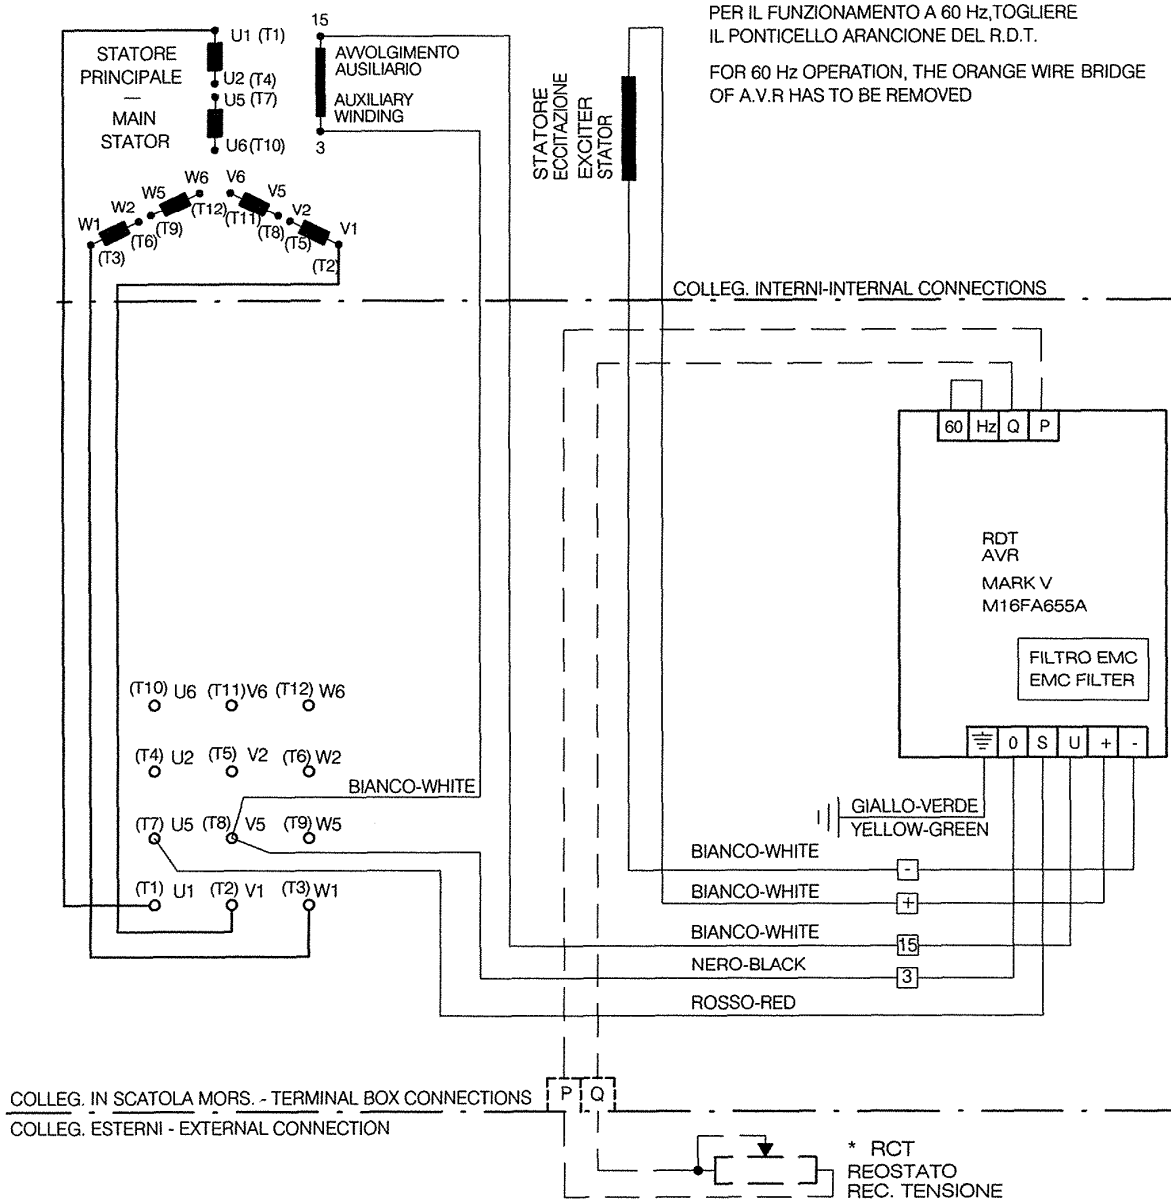 PER IL FUNZIONAMENTO A 60 Hz,TOGLIERE
IL PONTICELLO ARANCIONE DEL R.D.T.
FOR 60 Hz OPERATION, THE ORANGE WIRE BRIDGE
OF A.V.R HAS TO BE REMOVED
STATORE
PRINCIPALE
—
MAIN
STATOR
U1 (T1)
U2 (T4)
U5 (T7)
U6 (T10)
15
AVVOLGIMENTO
AUSILIARIO
AUXILIARY
WINDING
3
STATORE
ECCITAZIONE
EXCITER
STATOR
W6
(T12)
W5
(T9)
W2
(T6)
W1
(T3)
V6
(T11)
V5
(T8)
V2
(T5)
V1
(T2)
COLLEG. INTERNI-INTERNAL CONNECTIONS
60 Hz Q P
RDT
AVR
MARK V
M16FA655A
FILTRO EMC
EMC FILTER
0 S U + -
(T10) U6 (T11) V6 (T12) W6
(T4) U2 (T5) V2 (T6) W2
BIANCO-WHITE
(T7) U5 (T8) V5 (T9) W5
(T1) U1 (T2) V1 (T3) W1
GIALLO-VERDE
YELLOW-GREEN
BIANCO-WHITE -
BIANCO-WHITE +
BIANCO-WHITE 15
NERO-BLACK 3
ROSSO-RED
P Q
COLLEG. IN SCATOLA MORS. - TERMINAL BOX CONNECTIONS
COLLEG. ESTERNI - EXTERNAL CONNECTION
* RCT
REOSTATO
REC. TENSIONE